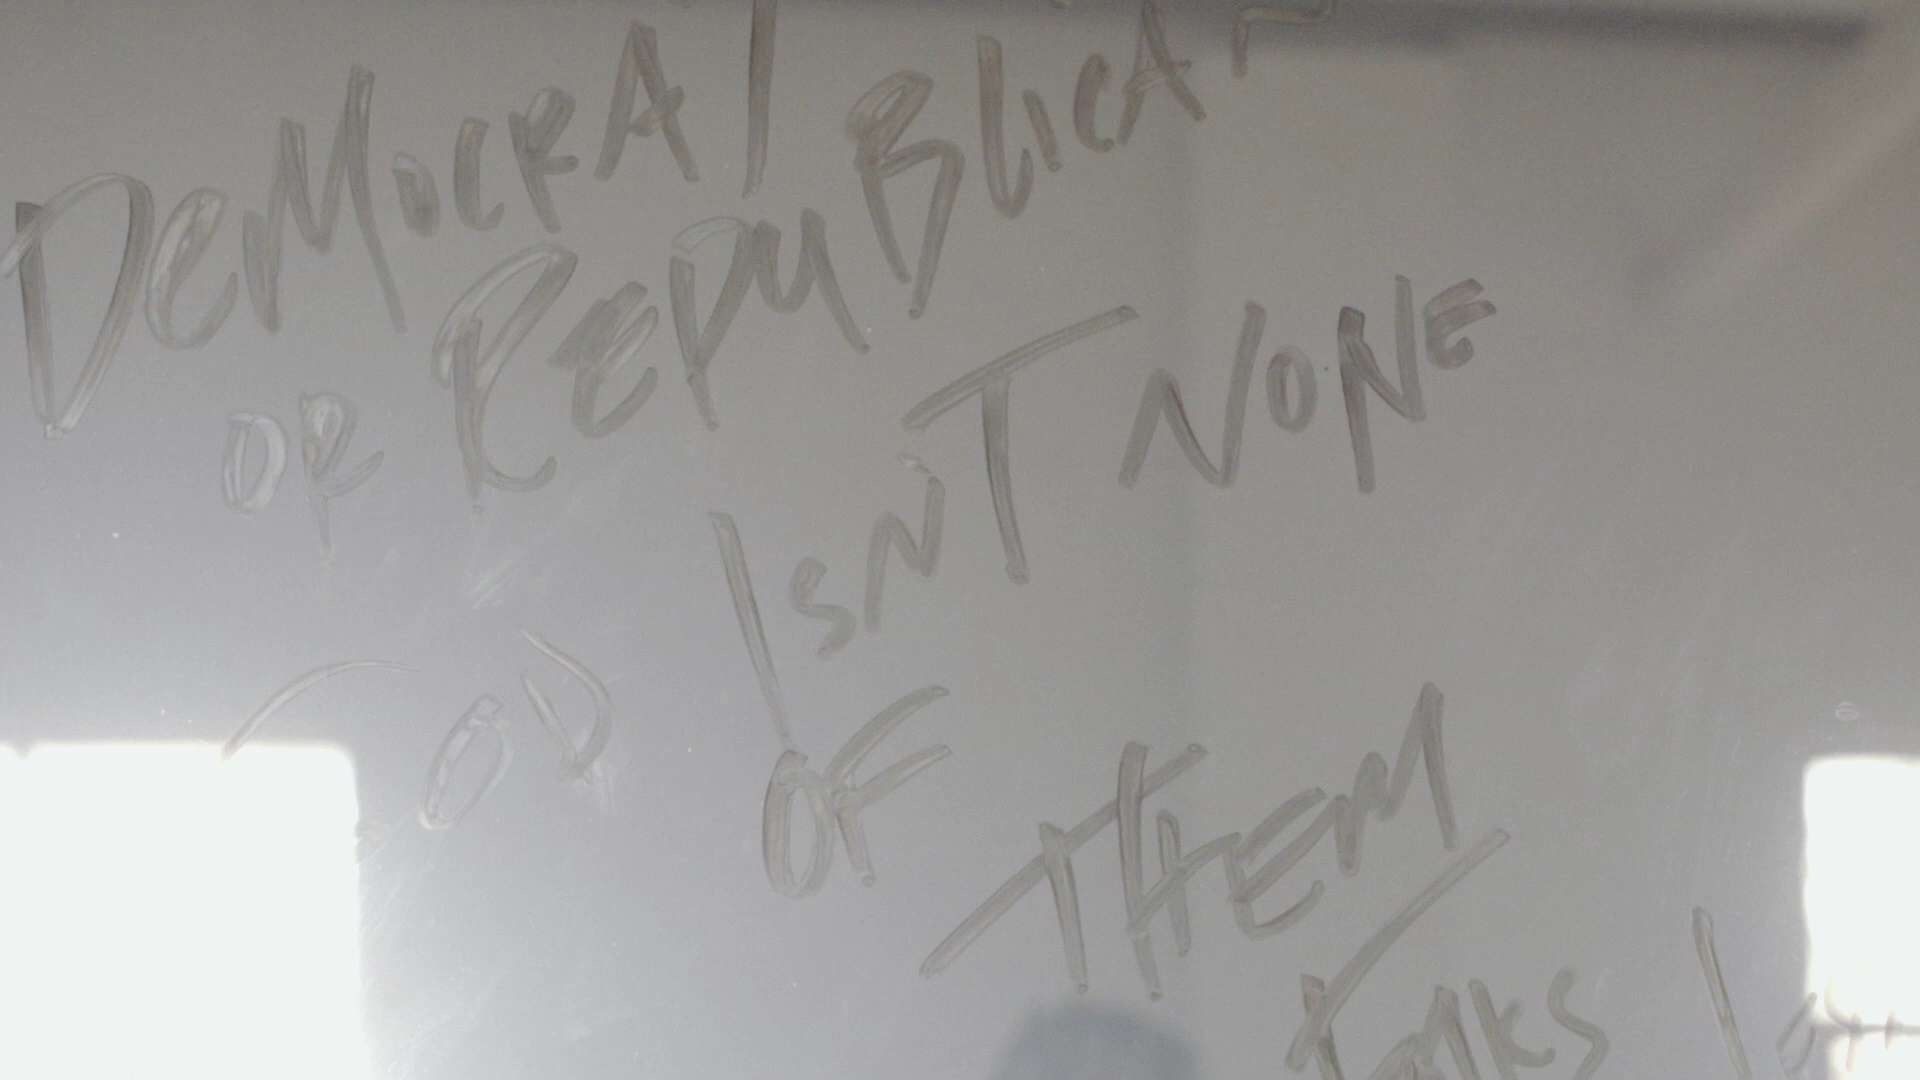 DEMOCRAT
OR REPUBLICAN
ISN'T NONE
OF THEM